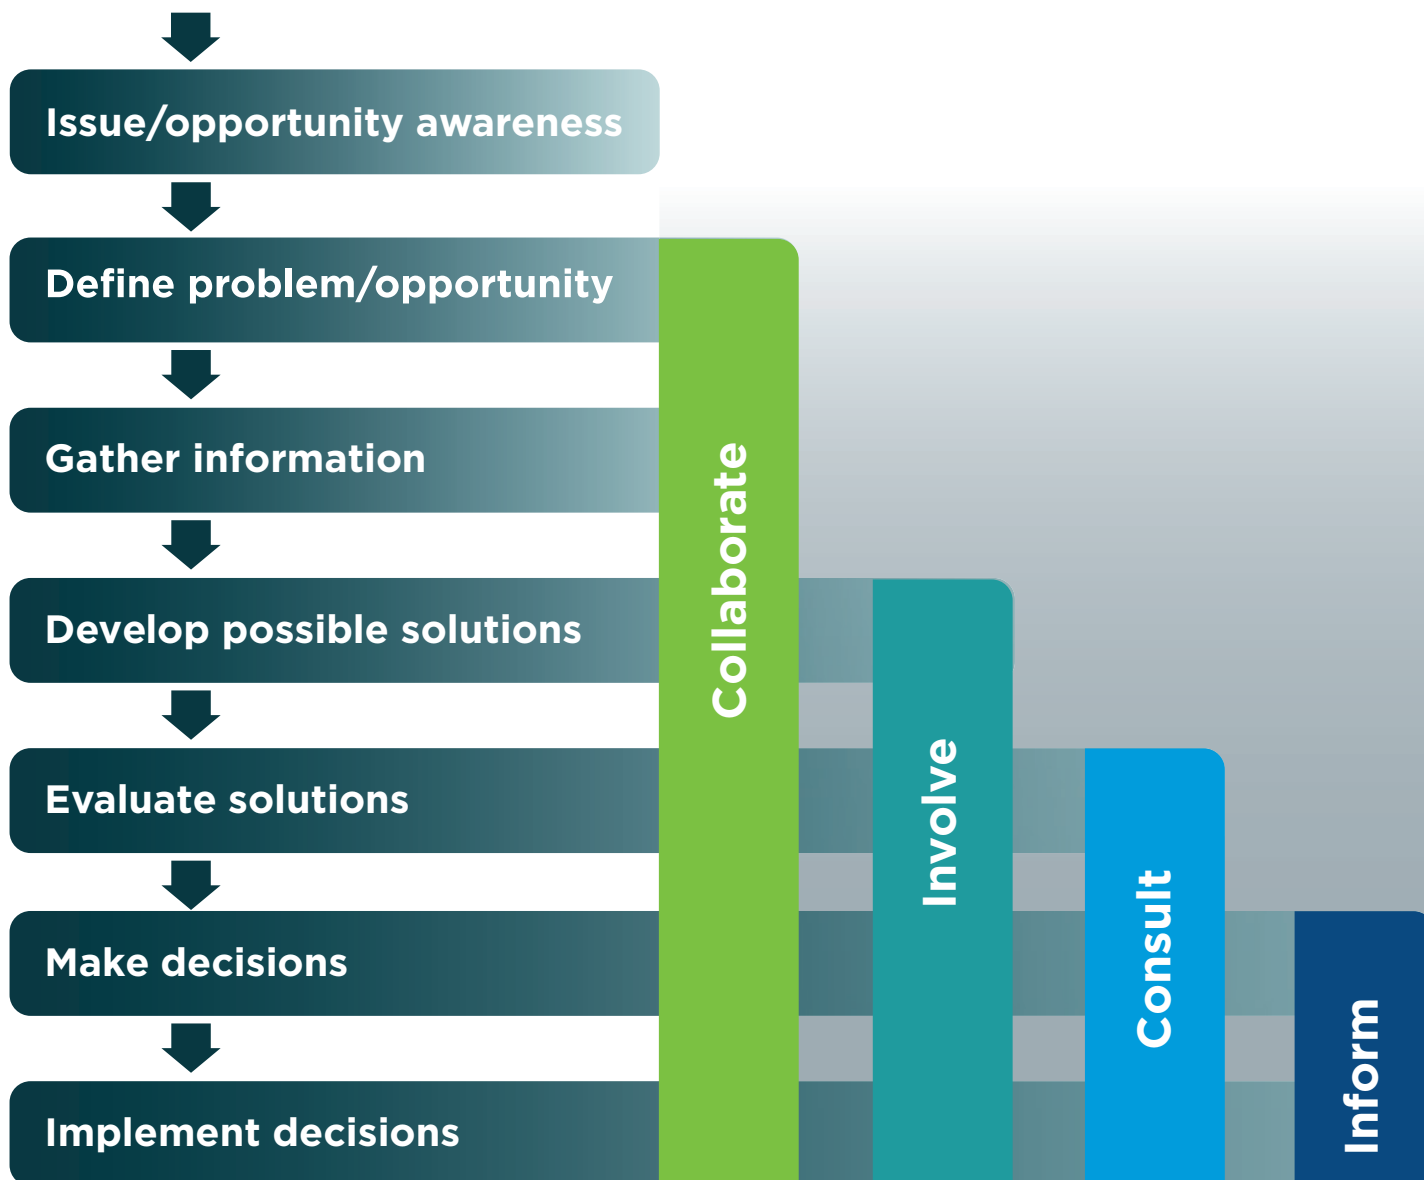 Issue/opportunity awareness
Define problem/opportunity
Gather information
Develop possible solutions
Evaluate solutions
Make decisions
Implement decisions
Collaborate
Involve
Consult
Inform